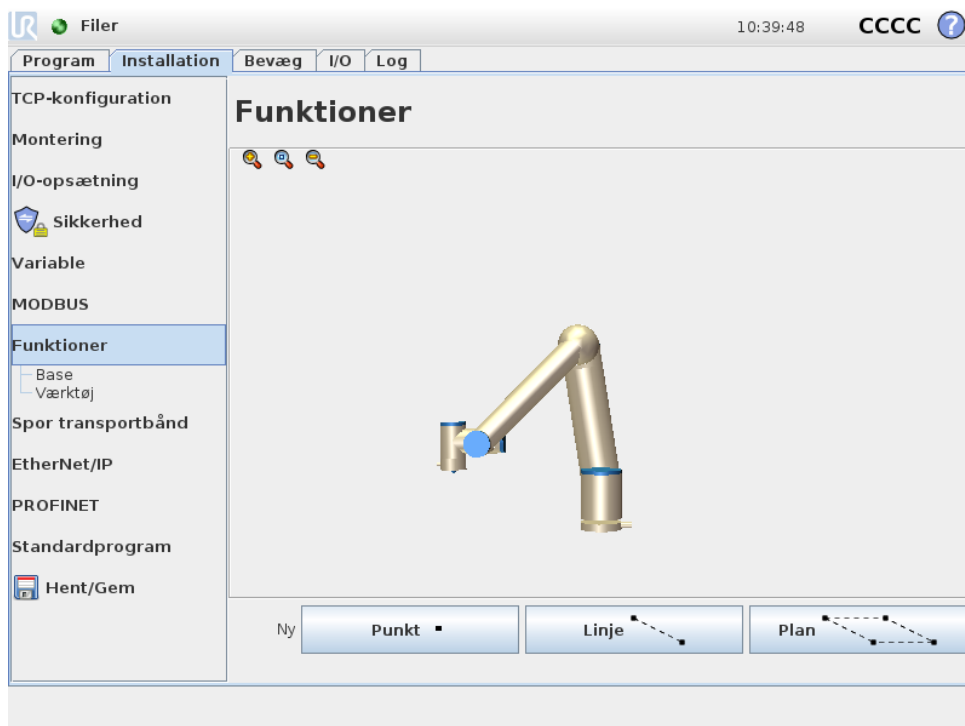 UR Filer 10:39:48 CCCC ?
Program Installation Bevæg I/O Log
TCP-konfiguration
Funktioner
Montering
I/O-opsætning
Sikkerhed
Variable
MODBUS
Funktioner
Base
Værktøj
Spor transportbånd
EtherNet/IP
PROFINET
Standardprogram
Hent/Gem
Ny Punkt Linje Plan